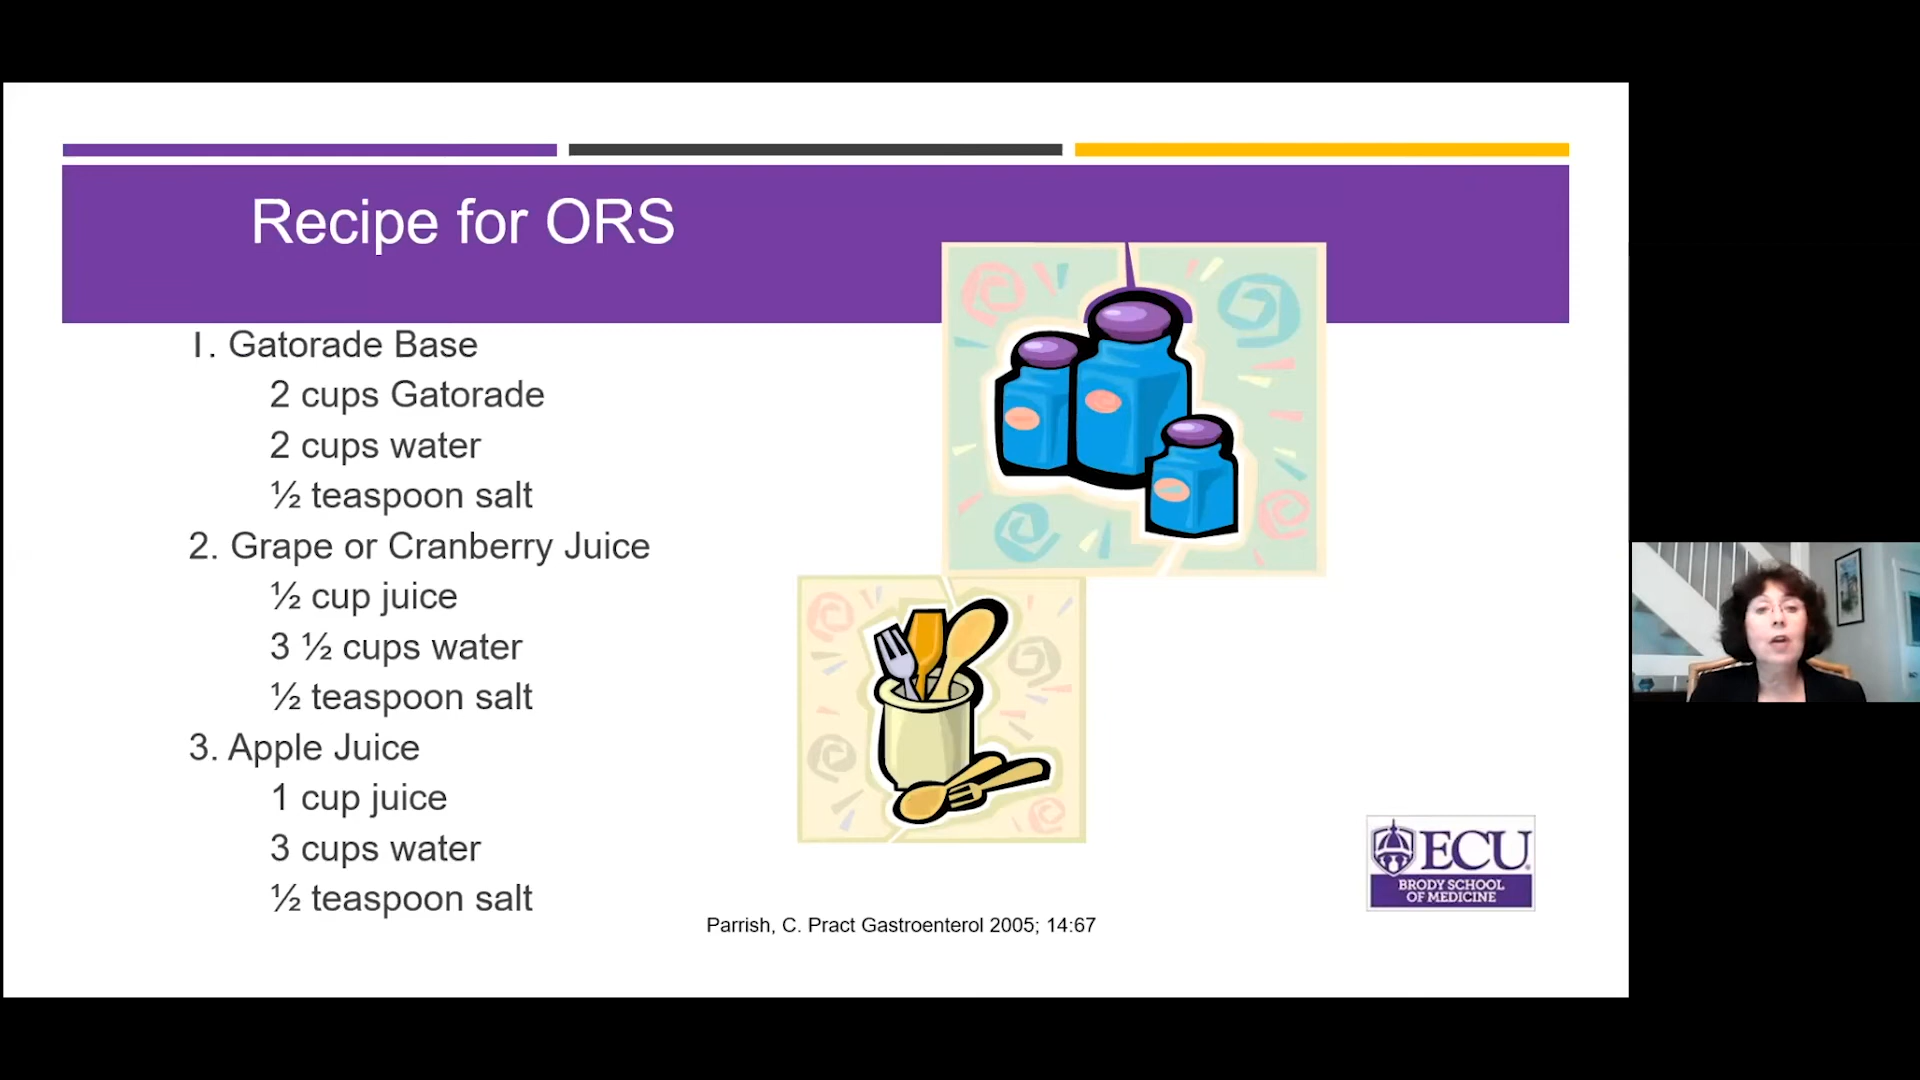 Recipe for ORS
1. Gatorade Base
2 cups Gatorade
2 cups water
½ teaspoon salt
2. Grape or Cranberry Juice
½ cup juice
3 ½ cups water
½ teaspoon salt
3. Apple Juice
1 cup juice
3 cups water
½ teaspoon salt
Parrish, C. Pract Gastroenterol 2005; 14:67
ECU
BRODY SCHOOL
OF MEDICINE